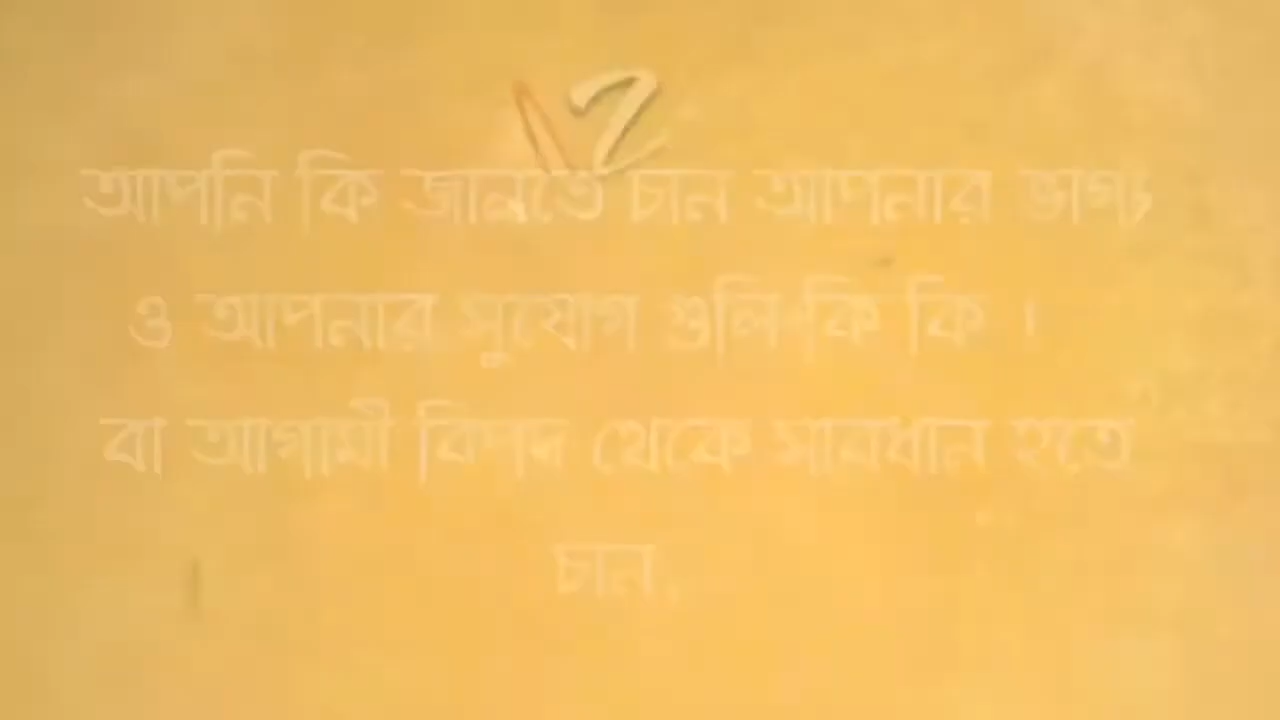 আপনি কি জানতে চান আপনার ভাগ্য
ও আপনার সুযোগ গুলি কি কি ।
বা আগামী বিপদ থেকে সাবধান হতে
চান.